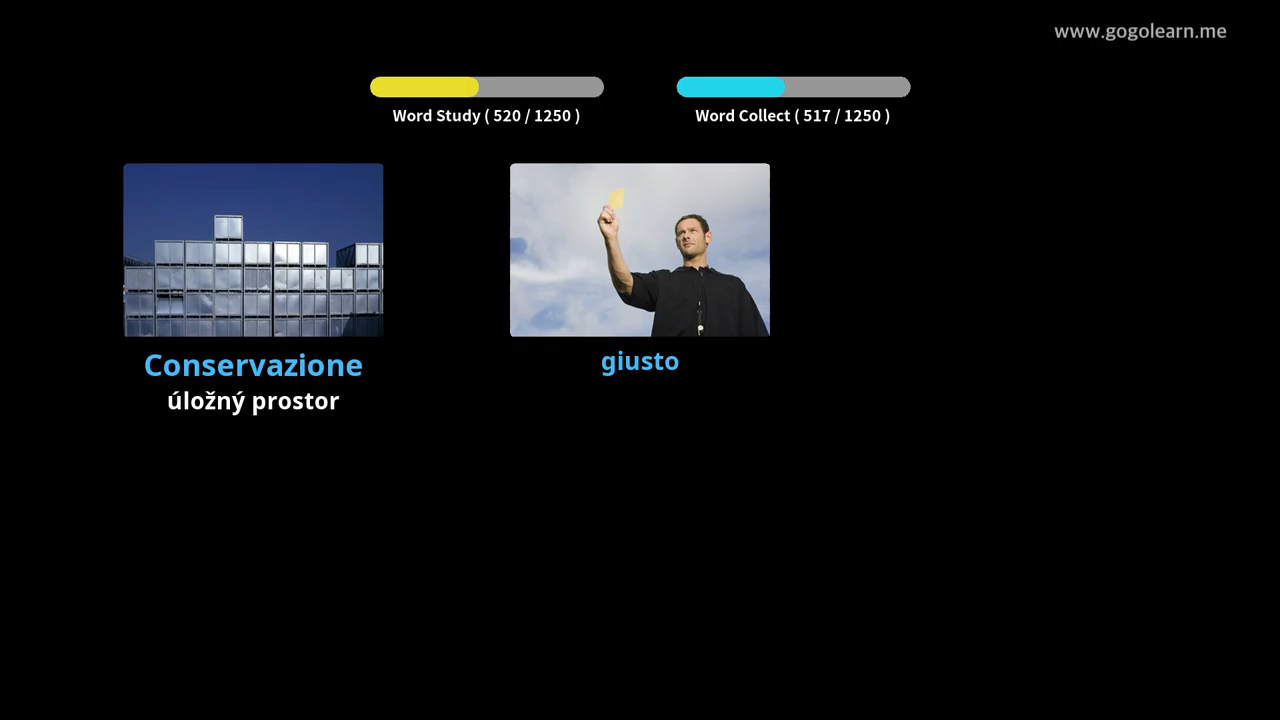 www.gogolearn.me
Word Study ( 520 / 1250 )
Word Collect ( 517 / 1250 )
Conservazione
úložný prostor
giusto